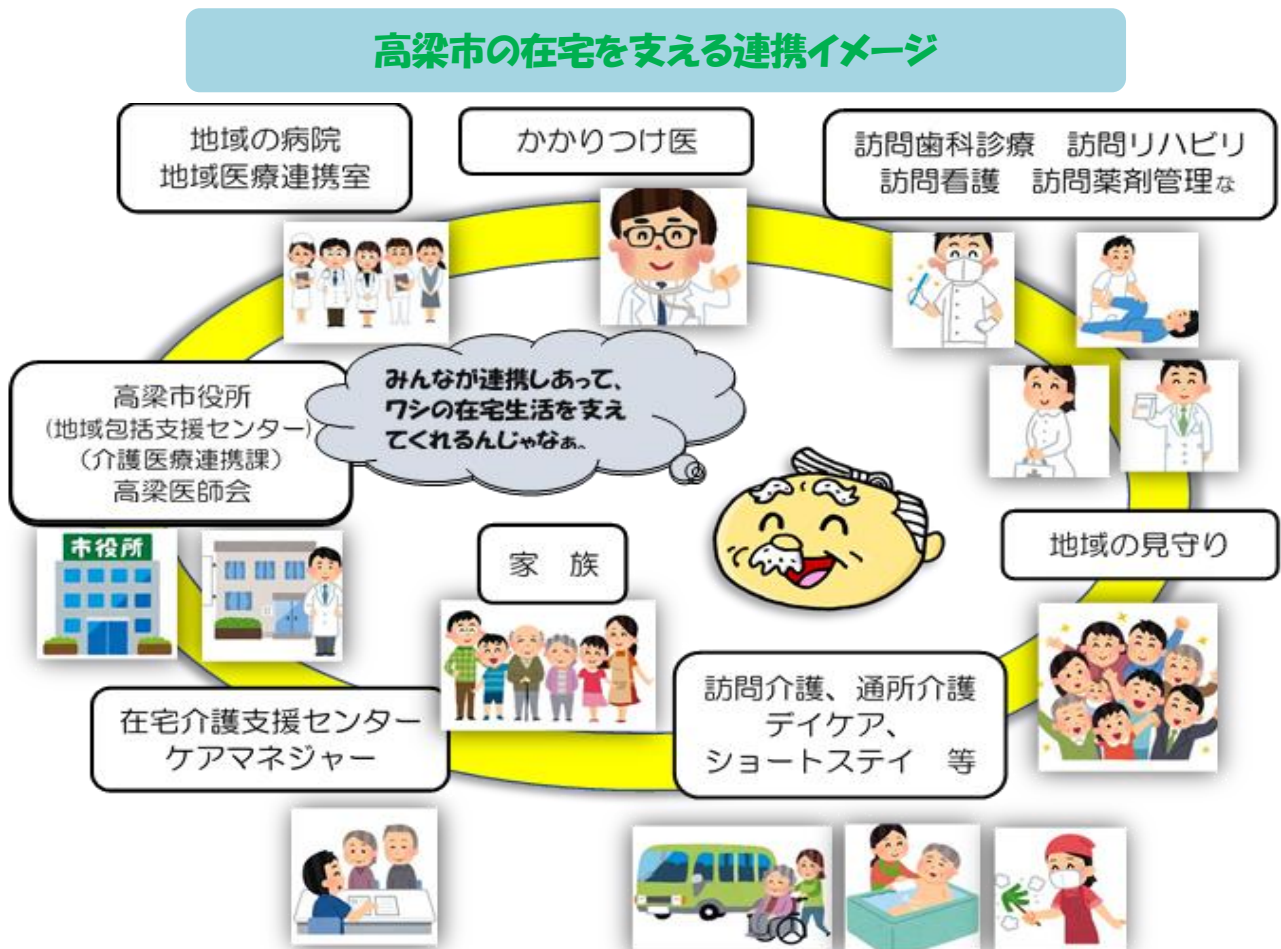 高梁市の在宅を支える連携イメージ
地域の病院
地域医療連携室
かかりつけ医
訪問歯科診療　訪問リハビリ
訪問看護　訪問薬剤管理な
高梁市役所
(地域包括支援センター)
（介護医療連携課）
高梁医師会
みんなが連携しあって、
ワシの在宅生活を支え
てくれるんじゃなぁ。
市役所
家　族
地域の見守り
在宅介護支援センター
ケアマネジャー
訪問介護、通所介護
デイケア、
ショートステイ　等